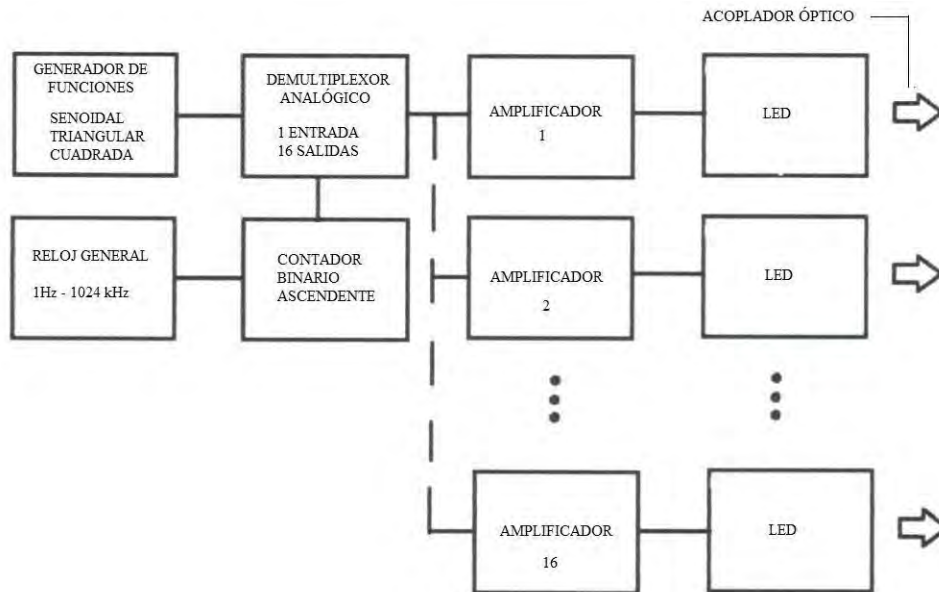 ACOPLADOR ÓPTICO
GENERADOR DE
FUNCIONES
SENOIDAL
TRIANGULAR
CUADRADA
DEMULTIPLEXOR
ANALÓGICO
1 ENTRADA
16 SALIDAS
AMPLIFICADOR
1
LED
RELOJ GENERAL
1Hz - 1024 kHz
CONTADOR
BINARIO
ASCENDENTE
AMPLIFICADOR
2
LED
AMPLIFICADOR
16
LED